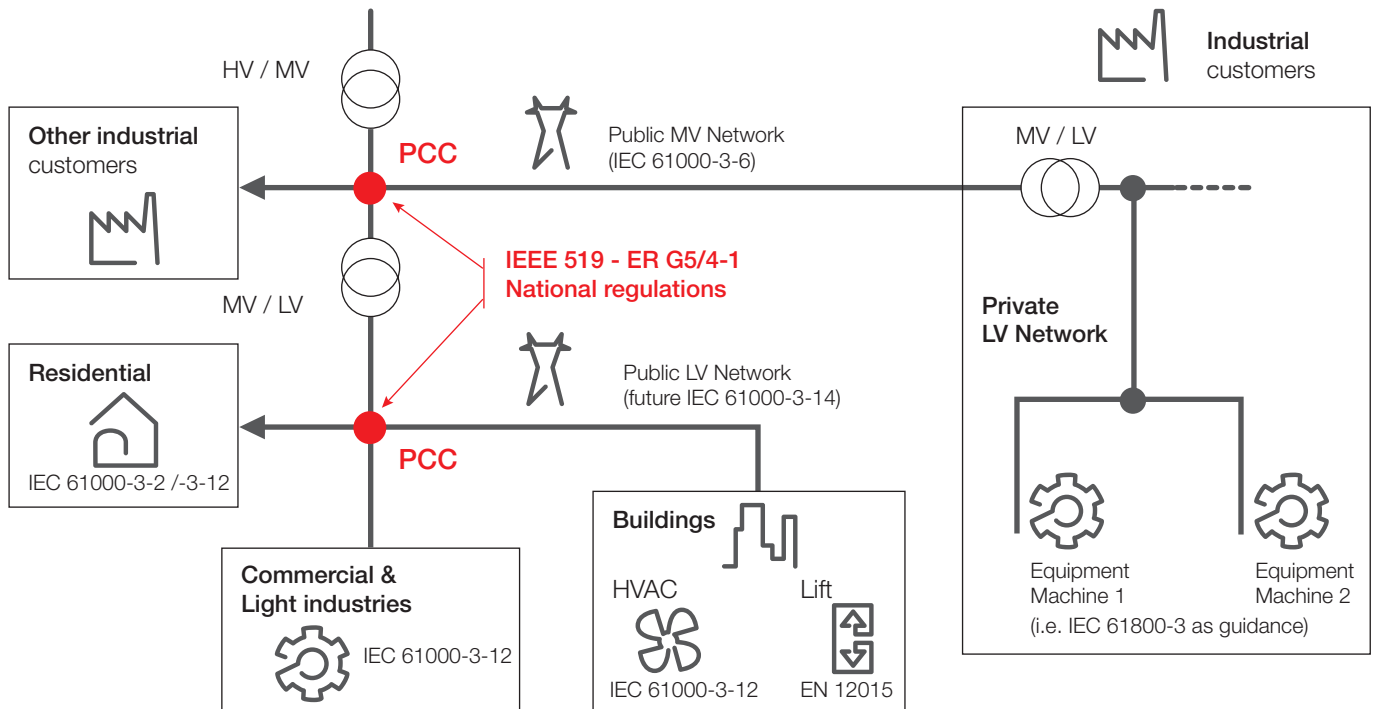 HV / MV
Industrial
customers
Other industrial
customers
PCC
Public MV Network
(IEC 61000-3-6)
MV / LV
IEEE 519 - ER G5/4-1
National regulations
MV / LV
Private
LV Network
Residential
IEC 61000-3-2 /-3-12
Public LV Network
(future IEC 61000-3-14)
PCC
Commercial &
Light industries
IEC 61000-3-12
Buildings
HVAC
IEC 61000-3-12
Lift
EN 12015
Equipment
Machine 1
Equipment
Machine 2
(i.e. IEC 61800-3 as guidance)